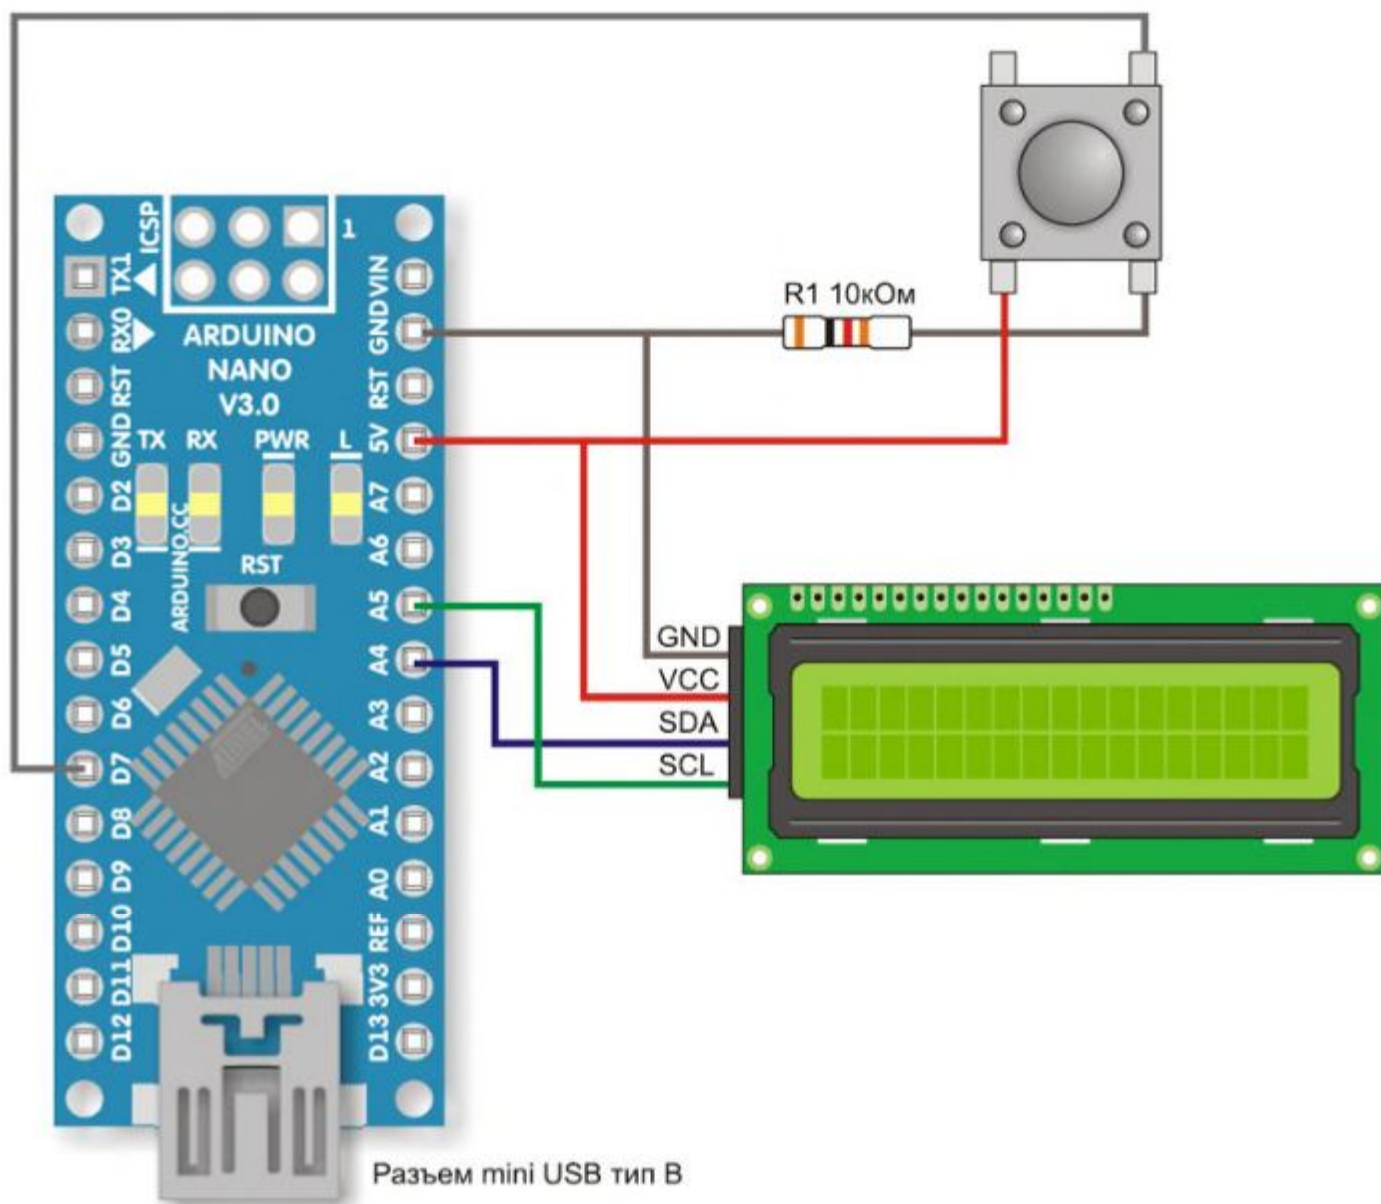 ICSP
1
TX1
RX0
RST
GND
D2
D3
D4
D5
D6
D7
D8
D9
D10
D11
D12
ARDUINO
NANO
V3.0
TX
RX
PWR
L
ARDUINO.CC
RST
VIN
GND
RST
5V
A7
A6
A5
A4
A3
A2
A1
A0
REF
3V3
D13
R1 10кОм
GND
VCC
SDA
SCL
Разъем mini USB тип B